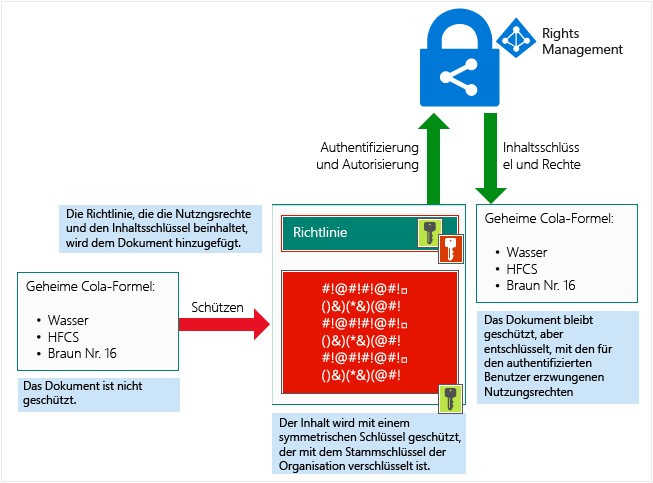 Rights
Management
Authentifizierung
und Autorisierung
Inhaltsschlüss
el und Rechte
Die Richtlinie, die die Nutzngsrechte
und den Inhaltsschlüssel beinhaltet,
wird dem Dokument hinzugefügt.
Richtlinie
Geheime Cola-Formel:
• Wasser
• HFCS
• Braun Nr. 16
Geheime Cola-Formel:
• Wasser
• HFCS
• Braun Nr. 16
Schützen
#!@#!#!@#!□
()&)(*&)(@#!
#!@#!#!@#!□
()&)(*&)(@#!
#!@#!#!@#!□
()&)(*&)(@#!
Das Dokument ist nicht
geschützt.
Das Dokument bleibt
geschützt, aber
entschlüsselt, mit den für
den authentifizierten
Benutzer erzwungenen
Nutzungsrechten
Der Inhalt wird mit einem
symmetrischen Schlüssel geschützt,
der mit dem Stammschlüssel der
Organisation verschlüsselt ist.